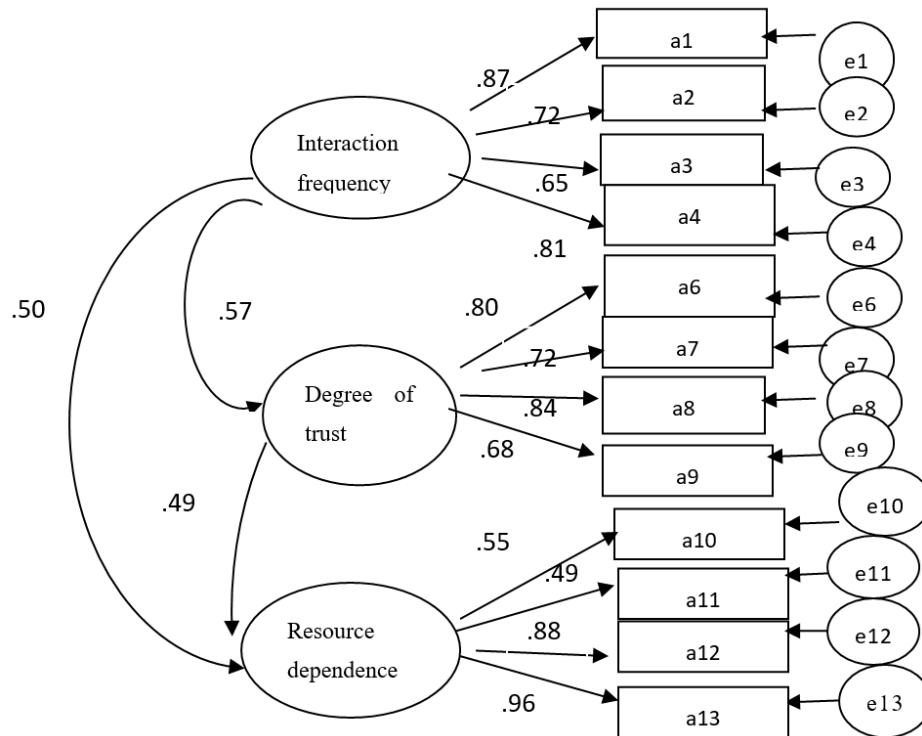 a1
e1
.87
a2
e2
.72
Interaction
frequency
a3
e3
.65
a4
e4
.81
a6
e6
.80
.50
.57
a7
e7
.72
Degree of
trust
a8
e8
.84
.68
a9
e9
.49
a10
e10
.55
.49
a11
e11
Resource
dependence
.88
a12
e12
.96
a13
e13